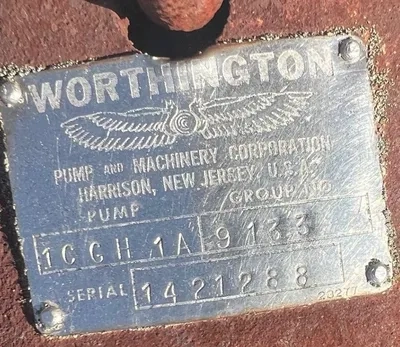 WORTHINGTON
PUMP AND MACHINERY CORPORATION
HARRISON, NEW JERSEY, U.S.A.
PUMP GROUP NO
1CGH 1A 9133
SERIAL 1421288